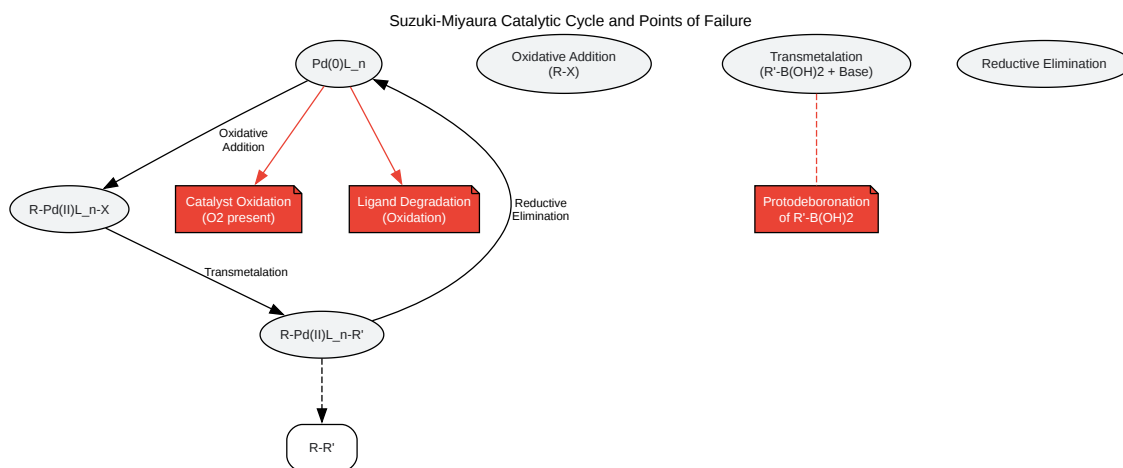 Suzuki-Miyaura Catalytic Cycle and Points of Failure
Pd(0)L_n
Oxidative Addition
(R-X)
Transmetalation
(R'-B(OH)2 + Base)
Reductive Elimination
Oxidative
Addition
R-Pd(II)L_n-X
Catalyst Oxidation
(O2 present)
Ligand Degradation
(Oxidation)
Reductive
Elimination
Protodeboronation
of R'-B(OH)2
Transmetalation
R-Pd(II)L_n-R'
R-R'